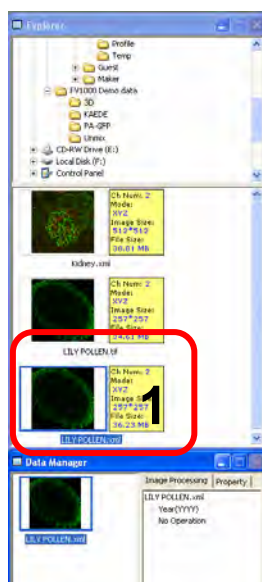 Explorer
Profile
Temp
Guest
Maker
FV1000 Demo data
3D
KAEDE
PA-GFP
Unmix
CD-RW Drive (E:)
Local Disk (F:)
Control Panel
Ch Num: 2
Mode:
XYZ
Image Size:
512*512
File Size:
30.01 MB
Kidney.xml
Ch Num: 2
Mode:
XYZ
Image Size:
257*257
File Size:
34.61 MB
LILY POLLEN.tif
Ch Num: 2
Mode:
XYZ
Image Size:
257*257
File Size:
36.23 MB
1
LILY POLLEN.xml
Data Manager
Image Processing
Property
LILY POLLEN.xml
Year(YYYY)
No Operation
LILY POLLEN.xml